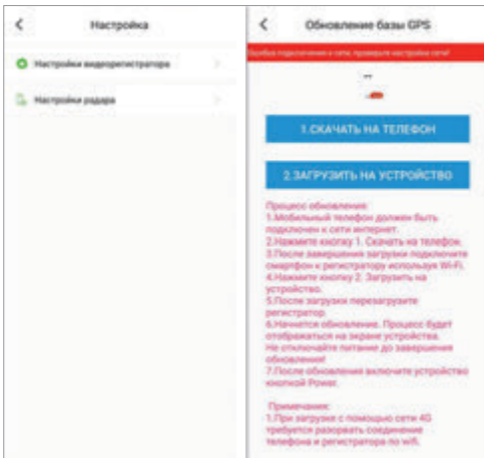 Настройка
Настройки видеорегистратора
Настройки радара
Обновление базы GPS
Ошибка подключения к сети, проверьте настройки сети!
--
1.СКАЧАТЬ НА ТЕЛЕФОН
2.ЗАГРУЗИТЬ НА УСТРОЙСТВО
Процесс обновления:
1.Мобильный телефон должен быть
подключен к сети интернет.
2.Нажмите кнопку 1. Скачать на телефон.
3.После завершения загрузки подключите
смартфон к регистратору используя Wi-Fi.
4.Нажмите кнопку 2. Загрузить на
устройство.
5.После загрузки перезагрузите
регистратор.
6.Начнется обновление. Процесс будет
отображаться на экране устройства.
Не отключайте питание до завершения
обновления!
7.После обновления включите устройство
кнопкой Power.
Примечания:
1.При загрузке с помощью сети 4G
требуется разорвать соединение
телефона и регистратора по wifi.